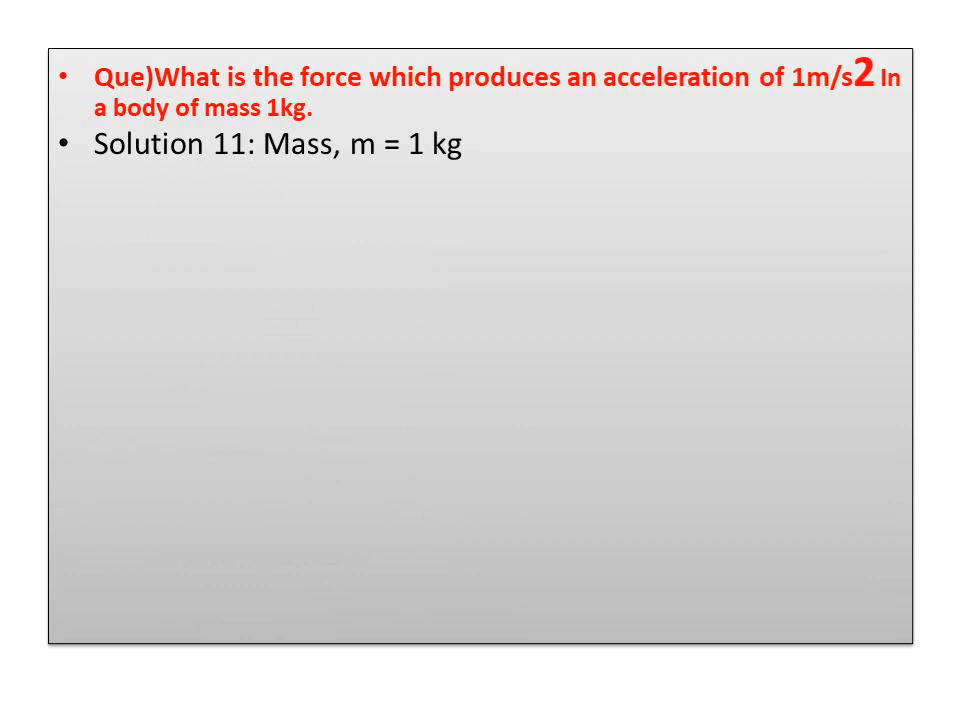 • Que)What is the force which produces an acceleration of 1m/s2 In
a body of mass 1kg.
• Solution 11: Mass, m = 1 kg